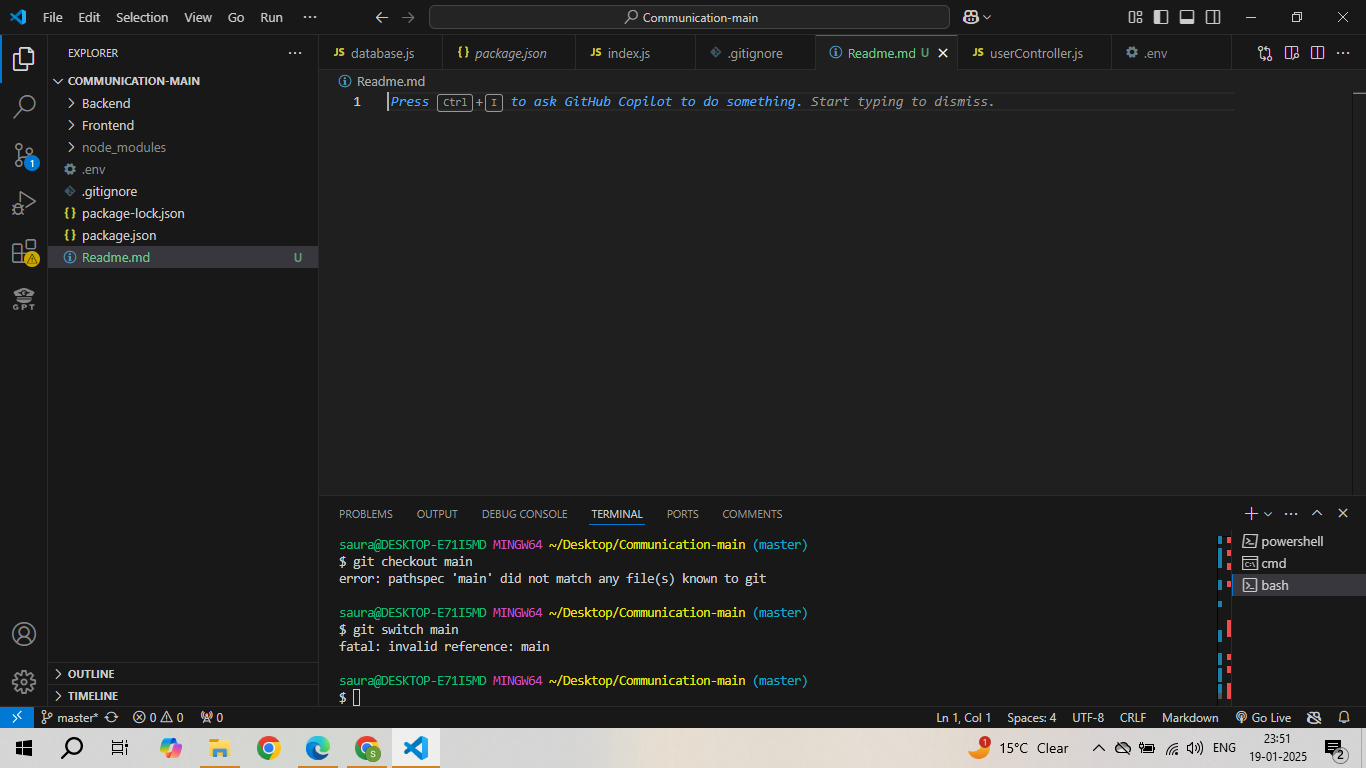 File Edit Selection View Go Run ··· Communication-main
EXPLORER ···
COMMUNICATION-MAIN
Backend
Frontend
node_modules
.env
.gitignore
{} package-lock.json
{} package.json
Readme.md U
OUTLINE
TIMELINE
1
GPT
JS database.js {} package.json JS index.js .gitignore Readme.md U JS userController.js .env ···
Readme.md
1 Press Ctrl + I to ask GitHub Copilot to do something. Start typing to dismiss.
PROBLEMS OUTPUT DEBUG CONSOLE TERMINAL PORTS COMMENTS
saura@DESKTOP-E71I5MD MINGW64 ~/Desktop/Communication-main (master)
$ git checkout main
error: pathspec 'main' did not match any file(s) known to git
saura@DESKTOP-E71I5MD MINGW64 ~/Desktop/Communication-main (master)
$ git switch main
fatal: invalid reference: main
saura@DESKTOP-E71I5MD MINGW64 ~/Desktop/Communication-main (master)
$
powershell
cmd
bash
master* 0 0 0 Ln 1, Col 1 Spaces: 4 UTF-8 CRLF Markdown Go Live
1 15°C Clear ENG 23:51
19-01-2025
2